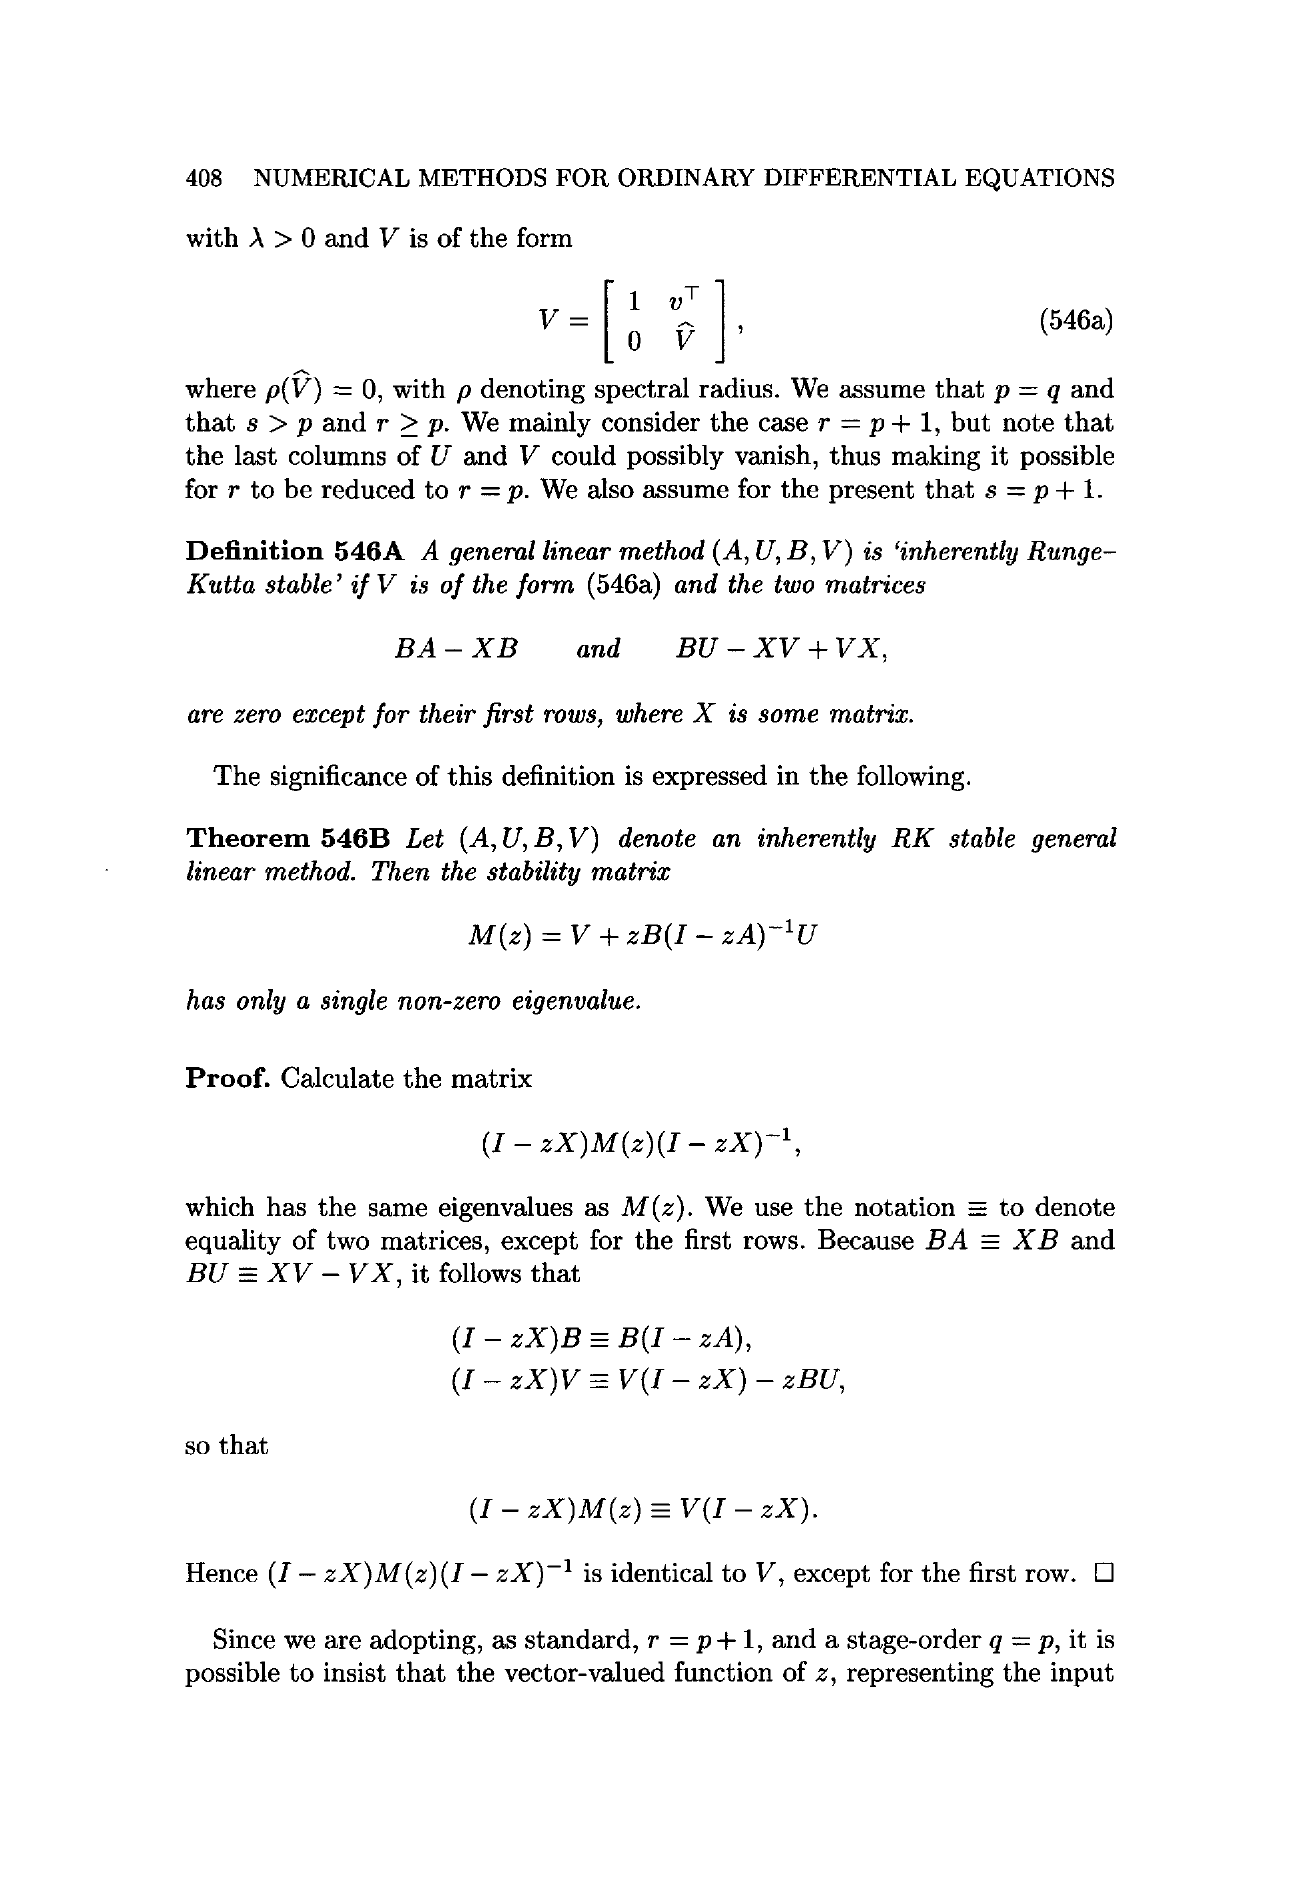 408 NUMERICAL METHODS FOR ORDINARY DIFFERENTIAL EQUATIONS
with λ > 0 and V is of the form
V = [ 1 v⊤ ; 0 V̂ ], (546a)
where ρ(V̂) = 0, with ρ denoting spectral radius. We assume that p = q and
that s > p and r ≥ p. We mainly consider the case r = p + 1, but note that
the last columns of U and V could possibly vanish, thus making it possible
for r to be reduced to r = p. We also assume for the present that s = p + 1.
Definition 546A A general linear method (A, U, B, V) is ‘inherently Runge–
Kutta stable’ if V is of the form (546a) and the two matrices
BA − XB and BU − XV + VX,
are zero except for their first rows, where X is some matrix.
The significance of this definition is expressed in the following.
Theorem 546B Let (A, U, B, V) denote an inherently RK stable general
linear method. Then the stability matrix
M(z) = V + zB(I − zA)⁻¹U
has only a single non-zero eigenvalue.
Proof. Calculate the matrix
(I − zX)M(z)(I − zX)⁻¹,
which has the same eigenvalues as M(z). We use the notation ≡ to denote
equality of two matrices, except for the first rows. Because BA ≡ XB and
BU ≡ XV − VX, it follows that
(I − zX)B ≡ B(I − zA),
(I − zX)V ≡ V(I − zX) − zBU,
so that
(I − zX)M(z) ≡ V(I − zX).
Hence (I − zX)M(z)(I − zX)⁻¹ is identical to V, except for the first row. □
Since we are adopting, as standard, r = p + 1, and a stage-order q = p, it is
possible to insist that the vector-valued function of z, representing the input